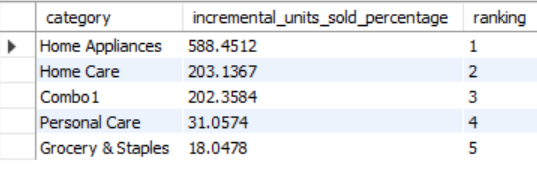 category incremental_units_sold_percentage ranking
Home Appliances 588.4512 1
Home Care 203.1367 2
Combo1 202.3584 3
Personal Care 31.0574 4
Grocery & Staples 18.0478 5